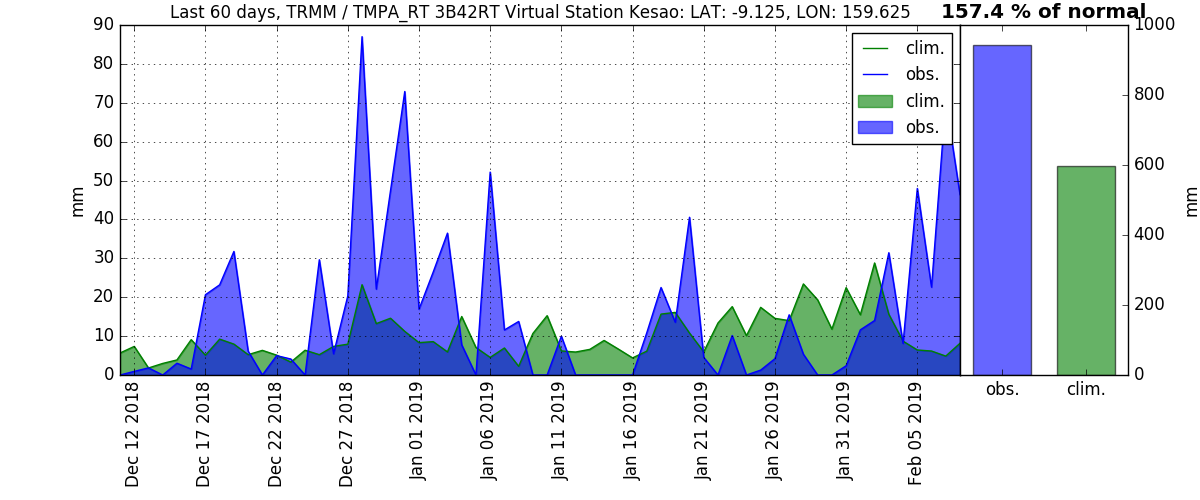 Last 60 days, TRMM / TMPA_RT 3B42RT Virtual Station Kesao: LAT: -9.125, LON: 159.625
157.4 % of normal
90
80
70
60
50
40
30
20
10
0
mm
clim.
obs.
clim.
obs.
1000
800
600
400
200
0
mm
Dec 12 2018
Dec 17 2018
Dec 22 2018
Dec 27 2018
Jan 01 2019
Jan 06 2019
Jan 11 2019
Jan 16 2019
Jan 21 2019
Jan 26 2019
Jan 31 2019
Feb 05 2019
obs.
clim.